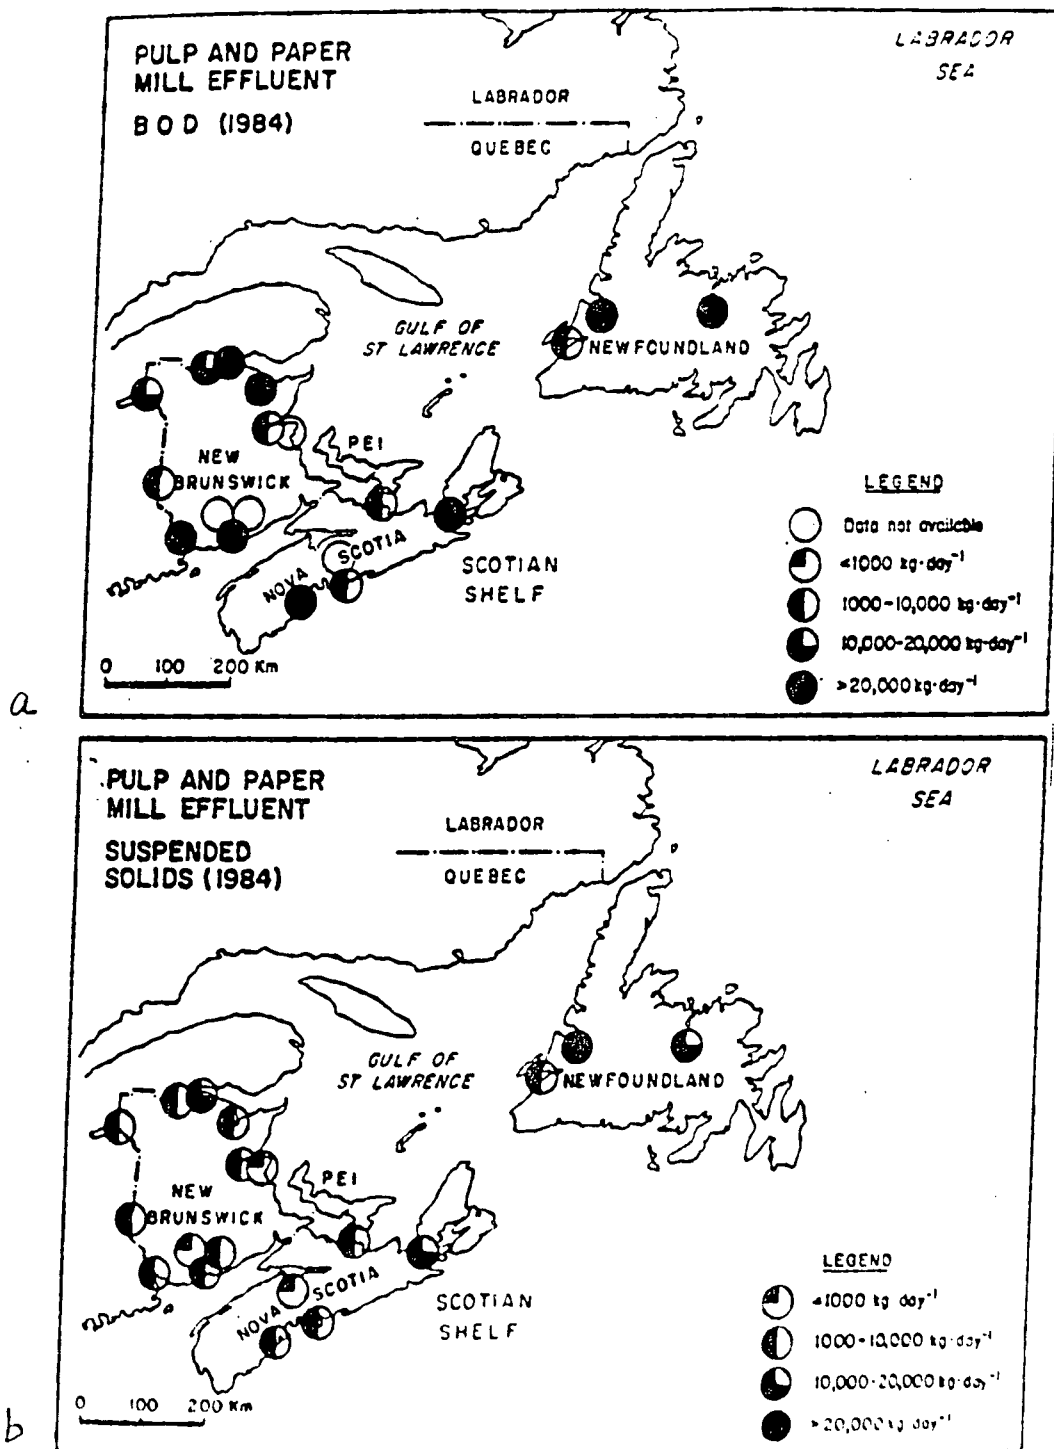 PULP AND PAPER
MILL EFFLUENT
BOD (1984)
LABRADOR
SEA
LABRADOR
QUEBEC
GULF OF
ST LAWRENCE
NEWFOUNDLAND
PEI
NEW
BRUNSWICK
NOVA SCOTIA
SCOTIAN
SHELF
0 100 200 Km
LEGEND
Data not available
<1000 kg·day⁻¹
1000-10,000 kg·day⁻¹
10,000-20,000 kg·day⁻¹
>20,000 kg·day⁻¹
a
PULP AND PAPER
MILL EFFLUENT
SUSPENDED
SOLIDS (1984)
LABRADOR
SEA
LABRADOR
QUEBEC
GULF OF
ST LAWRENCE
NEWFOUNDLAND
PEI
NEW
BRUNSWICK
NOVA SCOTIA
SCOTIAN
SHELF
0 100 200 Km
LEGEND
<1000 kg day⁻¹
1000-10,000 kg·day⁻¹
10,000-20,000 kg·day⁻¹
>20,000 kg day⁻¹
b